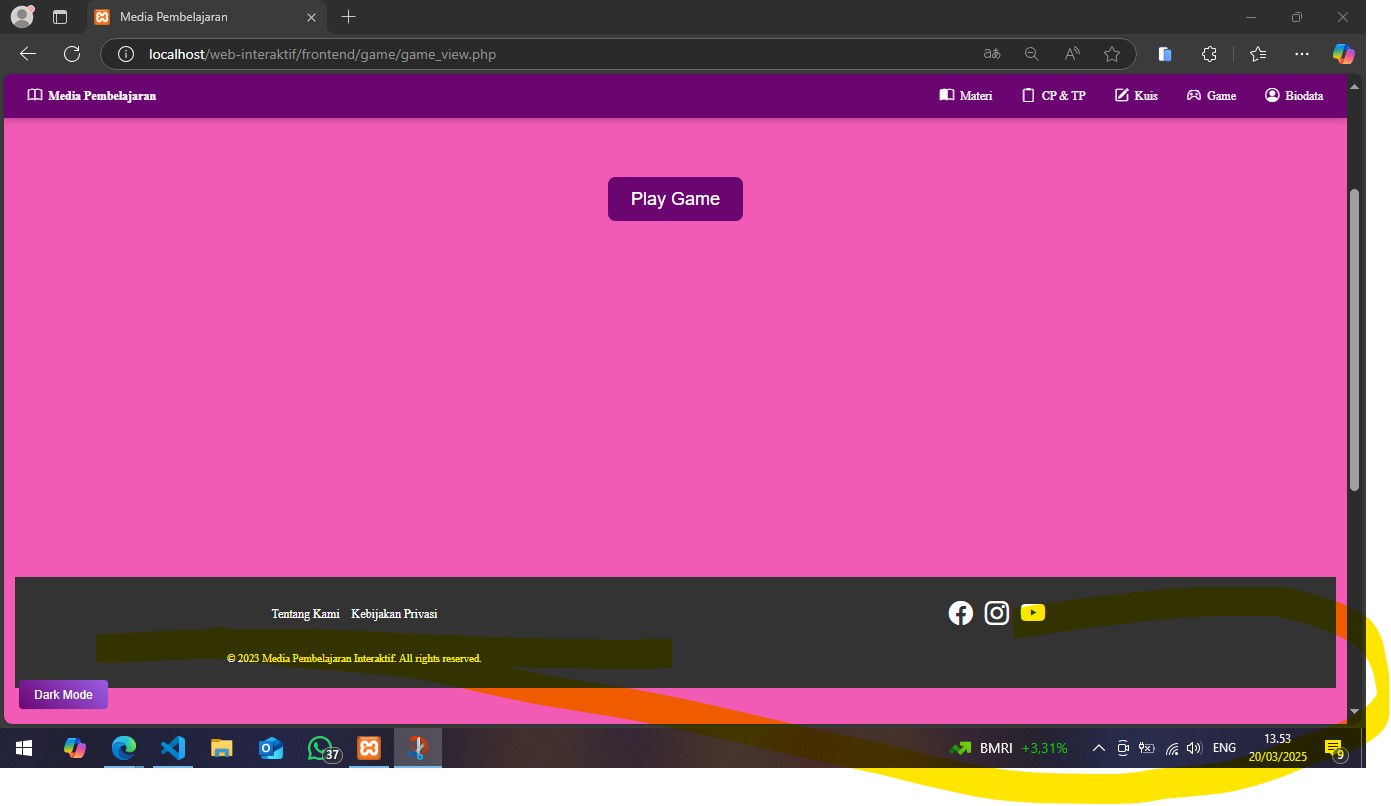 Media Pembelajaran
localhost/web-interaktif/frontend/game/game_view.php
Media Pembelajaran
Materi
CP & TP
Kuis
Game
Biodata
Play Game
Tentang Kami Kebijakan Privasi
© 2023 Media Pembelajaran Interaktif. All rights reserved.
Dark Mode
37
BMRI +3,31%
ENG
13.53
20/03/2025
9